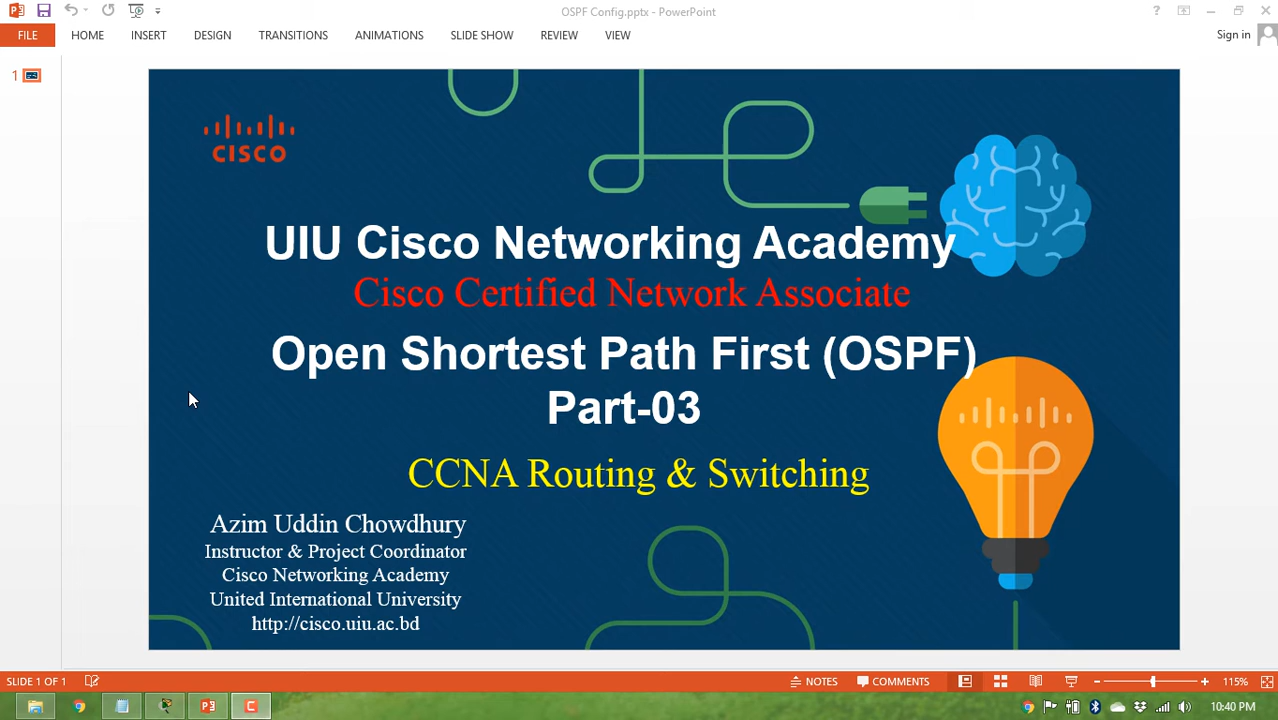 OSPF Config.pptx - PowerPoint
FILE HOME INSERT DESIGN TRANSITIONS ANIMATIONS SLIDE SHOW REVIEW VIEW
Sign in
1
CISCO
UIU Cisco Networking Academy
Cisco Certified Network Associate
Open Shortest Path First (OSPF)
Part-03
CCNA Routing & Switching
Azim Uddin Chowdhury
Instructor & Project Coordinator
Cisco Networking Academy
United International University
http://cisco.uiu.ac.bd
SLIDE 1 OF 1 NOTES COMMENTS 115%
10:40 PM